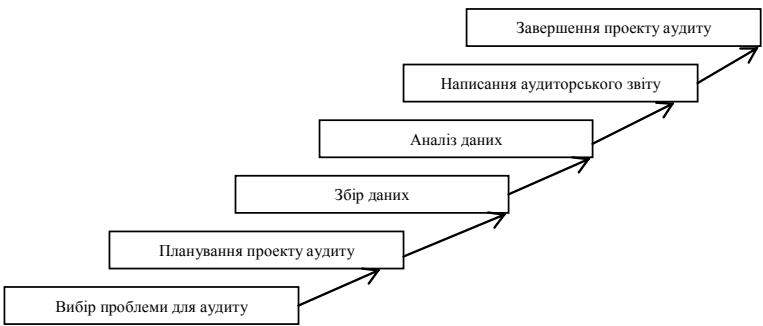 Завершення проекту аудиту
Написання аудиторського звіту
Аналіз даних
Збір даних
Планування проекту аудиту
Вибір проблеми для аудиту